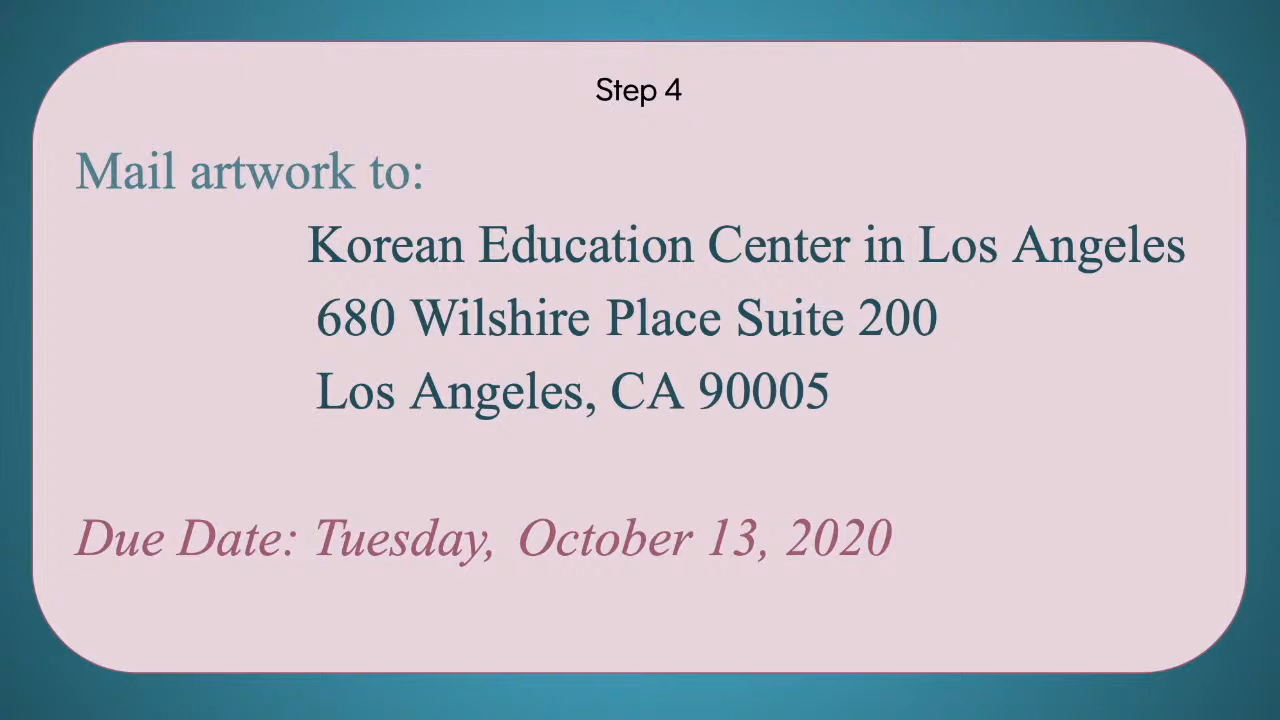 Step 4
Mail artwork to:
Korean Education Center in Los Angeles
680 Wilshire Place Suite 200
Los Angeles, CA 90005
Due Date: Tuesday, October 13, 2020